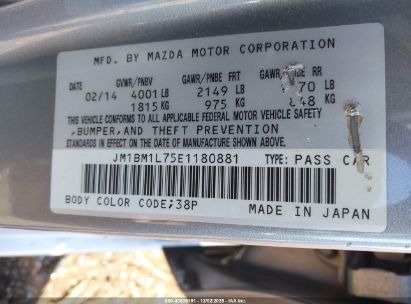 MFD. BY MAZDA MOTOR CORPORATION
DATE GVWR/PNBV GAWR/PNBE FRT GAWR/ RR
02/14 4001 LB 2149 LB 70 LB
1815 KG 975 KG 848 KG
THIS VEHICLE CONFORMS TO ALL APPLICABLE FEDERAL MOTOR VEHICLE SAFETY
,BUMPER,AND THEFT PREVENTION
STANDARDS IN EFFECT ON THE DATE OF MANUFACTURE SHOWN ABOVE.
JM1BM1L75E1180881 TYPE: PASS CAR
BODY COLOR CODE;38P
MADE IN JAPAN